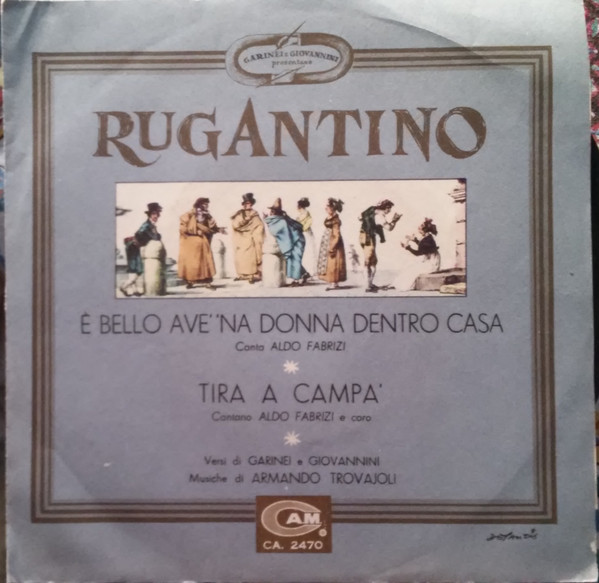 GARINEI e GIOVANNINI
presentano
RUGANTINO
È BELLO AVE' 'NA DONNA DENTRO CASA
Canta ALDO FABRIZI
TIRA A CAMPA'
Cantano ALDO FABRIZI e coro
Versi di GARINEI e GIOVANNINI
Musiche di ARMANDO TROVAJOLI
CAM
CA. 2470